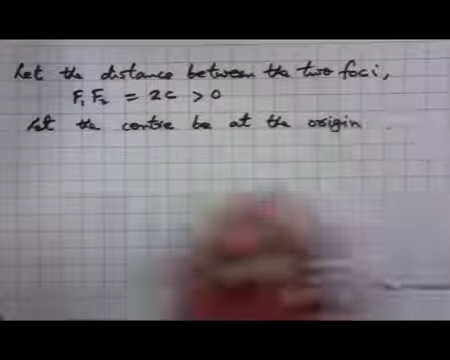 Let the distance between the two foci,
F₁F₂ = 2c > 0
Let the centre be at the origin